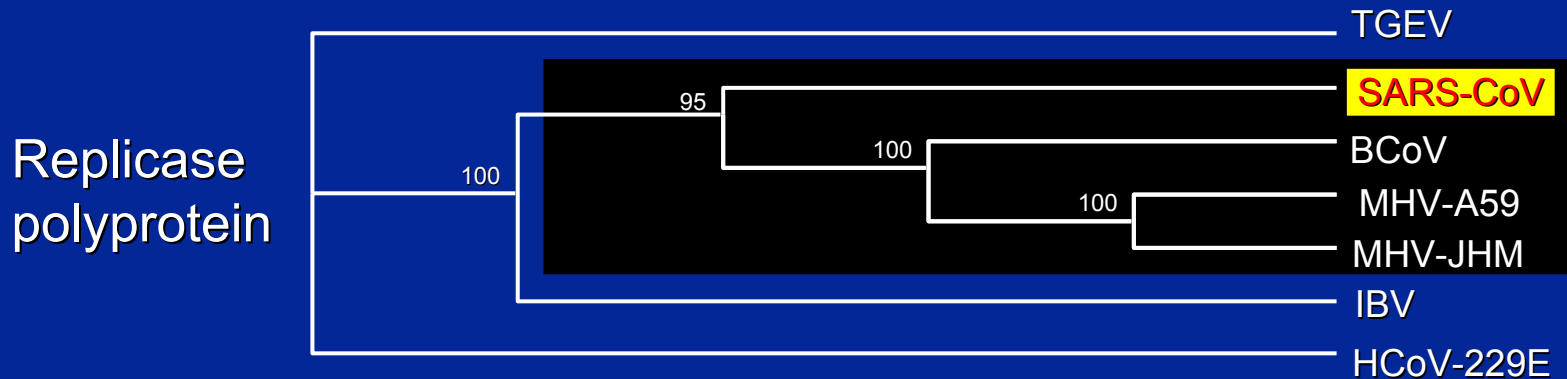 TGEV
SARS-CoV
95
Replicase
polyprotein
100
BCoV
100
MHV-A59
100
MHV-JHM
IBV
HCoV-229E